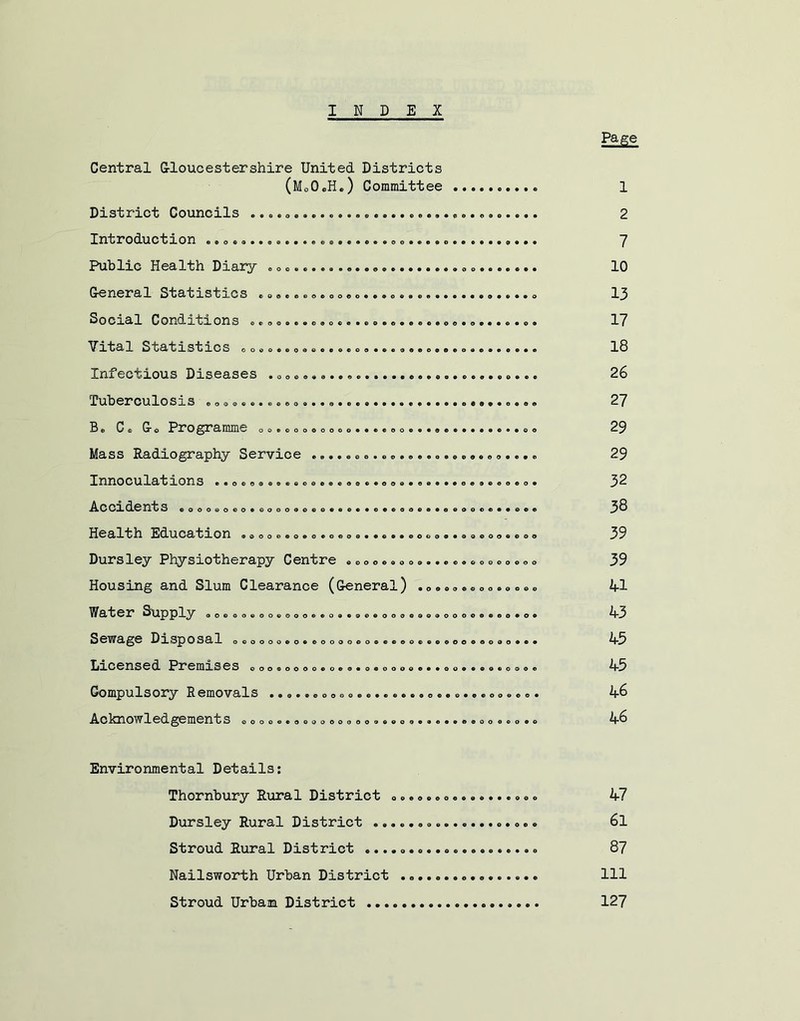 INDEX
Page
Central Gloucestershire United Districts
(M.O.H.) Committee .......... 1
District Councils .................................. 2
Introduction ....................................... 7
Public Health Diary ................................ 10
General Statistics ................................. 13
Social Conditions .................................. 17
Vital Statistics ................................... 18
Infectious Diseases ................................ 26
Tuberculosis ....................................... 27
B. C. G. Programme ................................. 29
Mass Radiography Service ........................... 29
Innoculations ...................................... 32
Accidents .......................................... 38
Health Education ................................... 39
Dursley Physiotherapy Centre ....................... 39
Housing and Slum Clearance (General) ............... 41
Water Supply ....................................... 43
Sewage Disposal .................................... 45
Licensed Premises .................................. 45
Compulsory Removals ................................ 46
Acknowledgements ................................... 46
Environmental Details:
Thornbury Rural District ................. 47
Dursley Rural District ................... 61
Stroud Rural District .................... 87
Nailsworth Urban District ................ 111
Stroud Urban District .................... 127